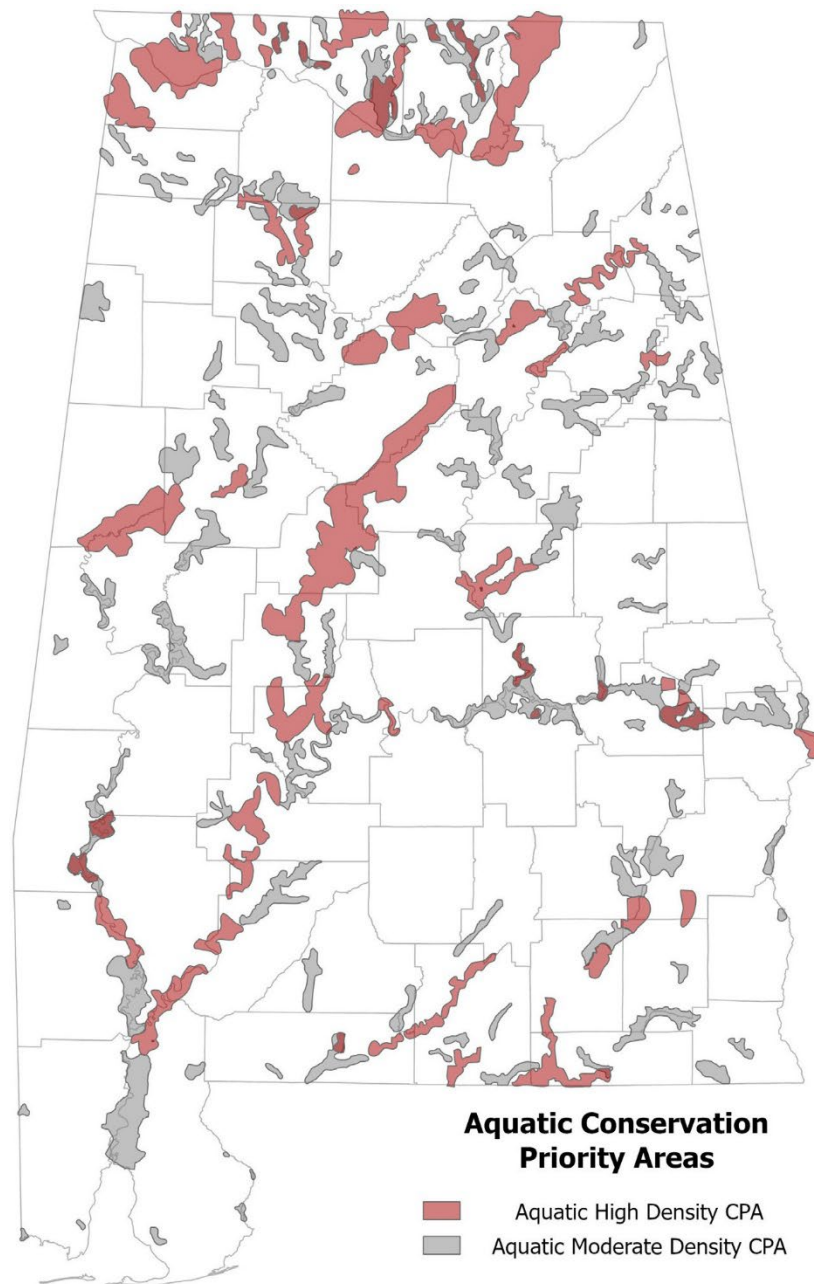 Aquatic Conservation
Priority Areas
Aquatic High Density CPA
Aquatic Moderate Density CPA